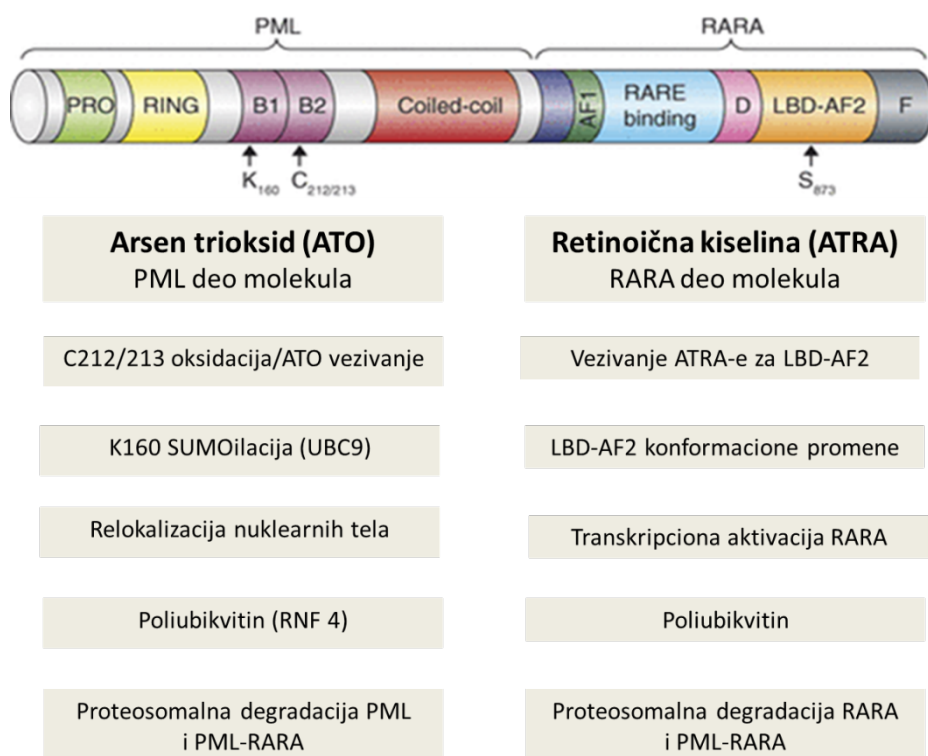 PML RARA
PRO RING B1 B2 Coiled-coil AF1 RARE binding D LBD-AF2 F
K160 C212/213 S873
Arsen trioksid (ATO)
PML deo molekula
Retinoična kiselina (ATRA)
RARA deo molekula
C212/213 oksidacija/ATO vezivanje
Vezivanje ATRA-e za LBD-AF2
K160 SUMOilacija (UBC9)
LBD-AF2 konformacione promene
Relokalizacija nuklearnih tela
Transkripciona aktivacija RARA
Poliubikvitin (RNF 4)
Poliubikvitin
Proteosomalna degradacija PML
i PML-RARA
Proteosomalna degradacija RARA
i PML-RARA